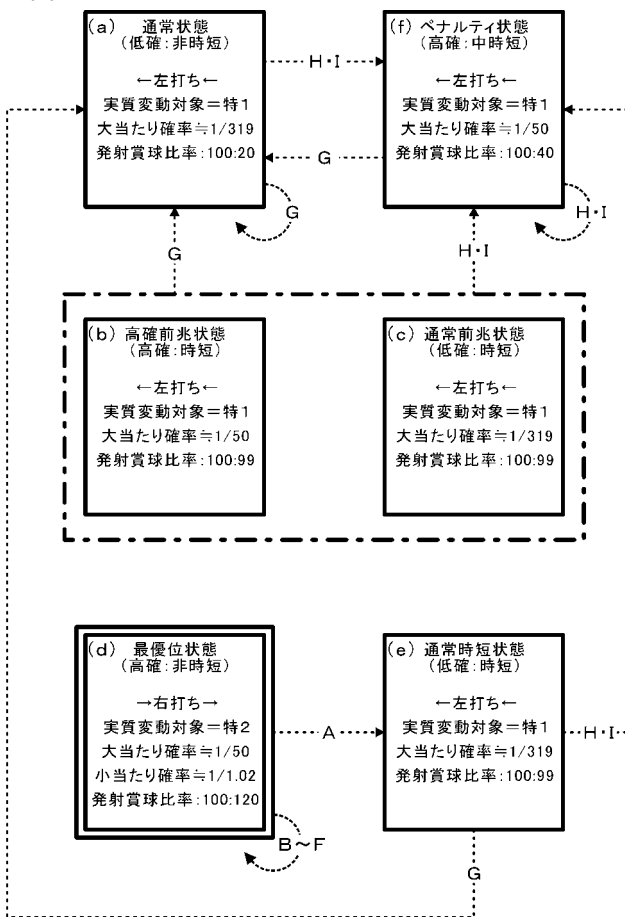 (a) 通常状態
(低確:非時短)
←左打ち←
実質変動対象=特1
大当たり確率≒1/319
発射賞球比率:100:20
H・I
(f) ペナルティ状態
(高確:中時短)
←左打ち←
実質変動対象=特1
大当たり確率≒1/50
発射賞球比率:100:40
G
G
H・I
G
H・I
(b) 高確前兆状態
(高確:時短)
←左打ち←
実質変動対象=特1
大当たり確率≒1/50
発射賞球比率:100:99
(c) 通常前兆状態
(低確:時短)
←左打ち←
実質変動対象=特1
大当たり確率≒1/319
発射賞球比率:100:99
(d) 最優位状態
(高確:非時短)
→右打ち→
実質変動対象=特2
大当たり確率≒1/50
小当たり確率≒1/1.02
発射賞球比率:100:120
A
B~F
(e) 通常時短状態
(低確:時短)
←左打ち←
実質変動対象=特1
大当たり確率≒1/319
発射賞球比率:100:99
H・I
G